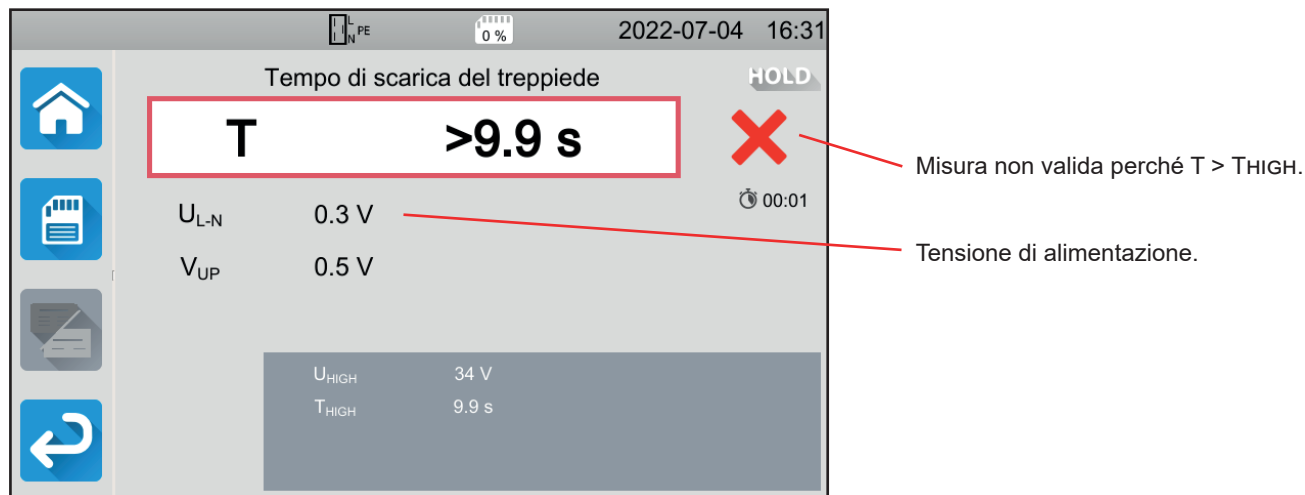 L
N PE
0 %
2022-07-04 16:31
Tempo di scarica del treppiede
HOLD
T >9.9 s
Misura non valida perché T > THIGH.
00:01
UL-N 0.3 V
Tensione di alimentazione.
VUP 0.5 V
UHIGH 34 V
THIGH 9.9 s